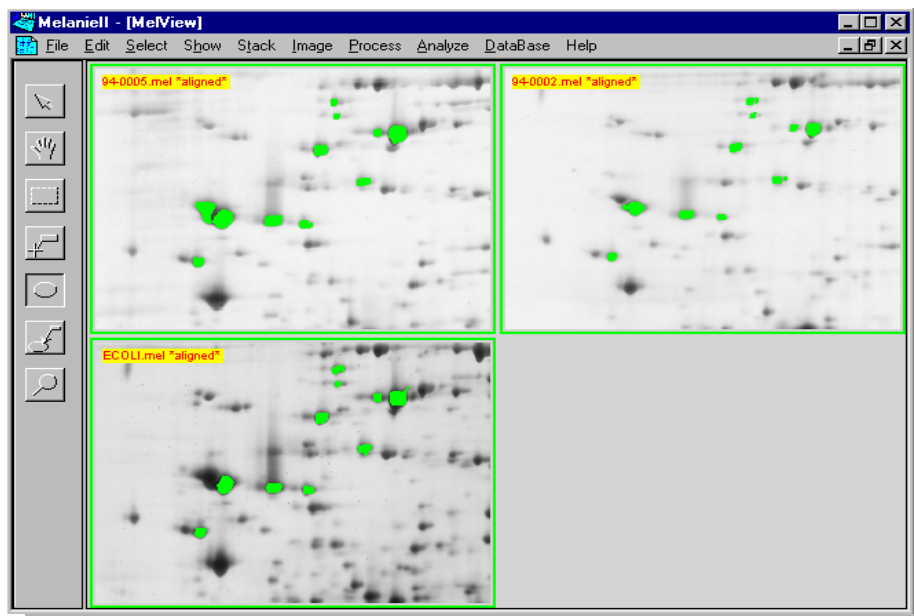 MelanieII - [MelView]
File Edit Select Show Stack Image Process Analyze DataBase Help
94-0005.mel *aligned*
94-0002.mel *aligned*
ECOLI.mel *aligned*